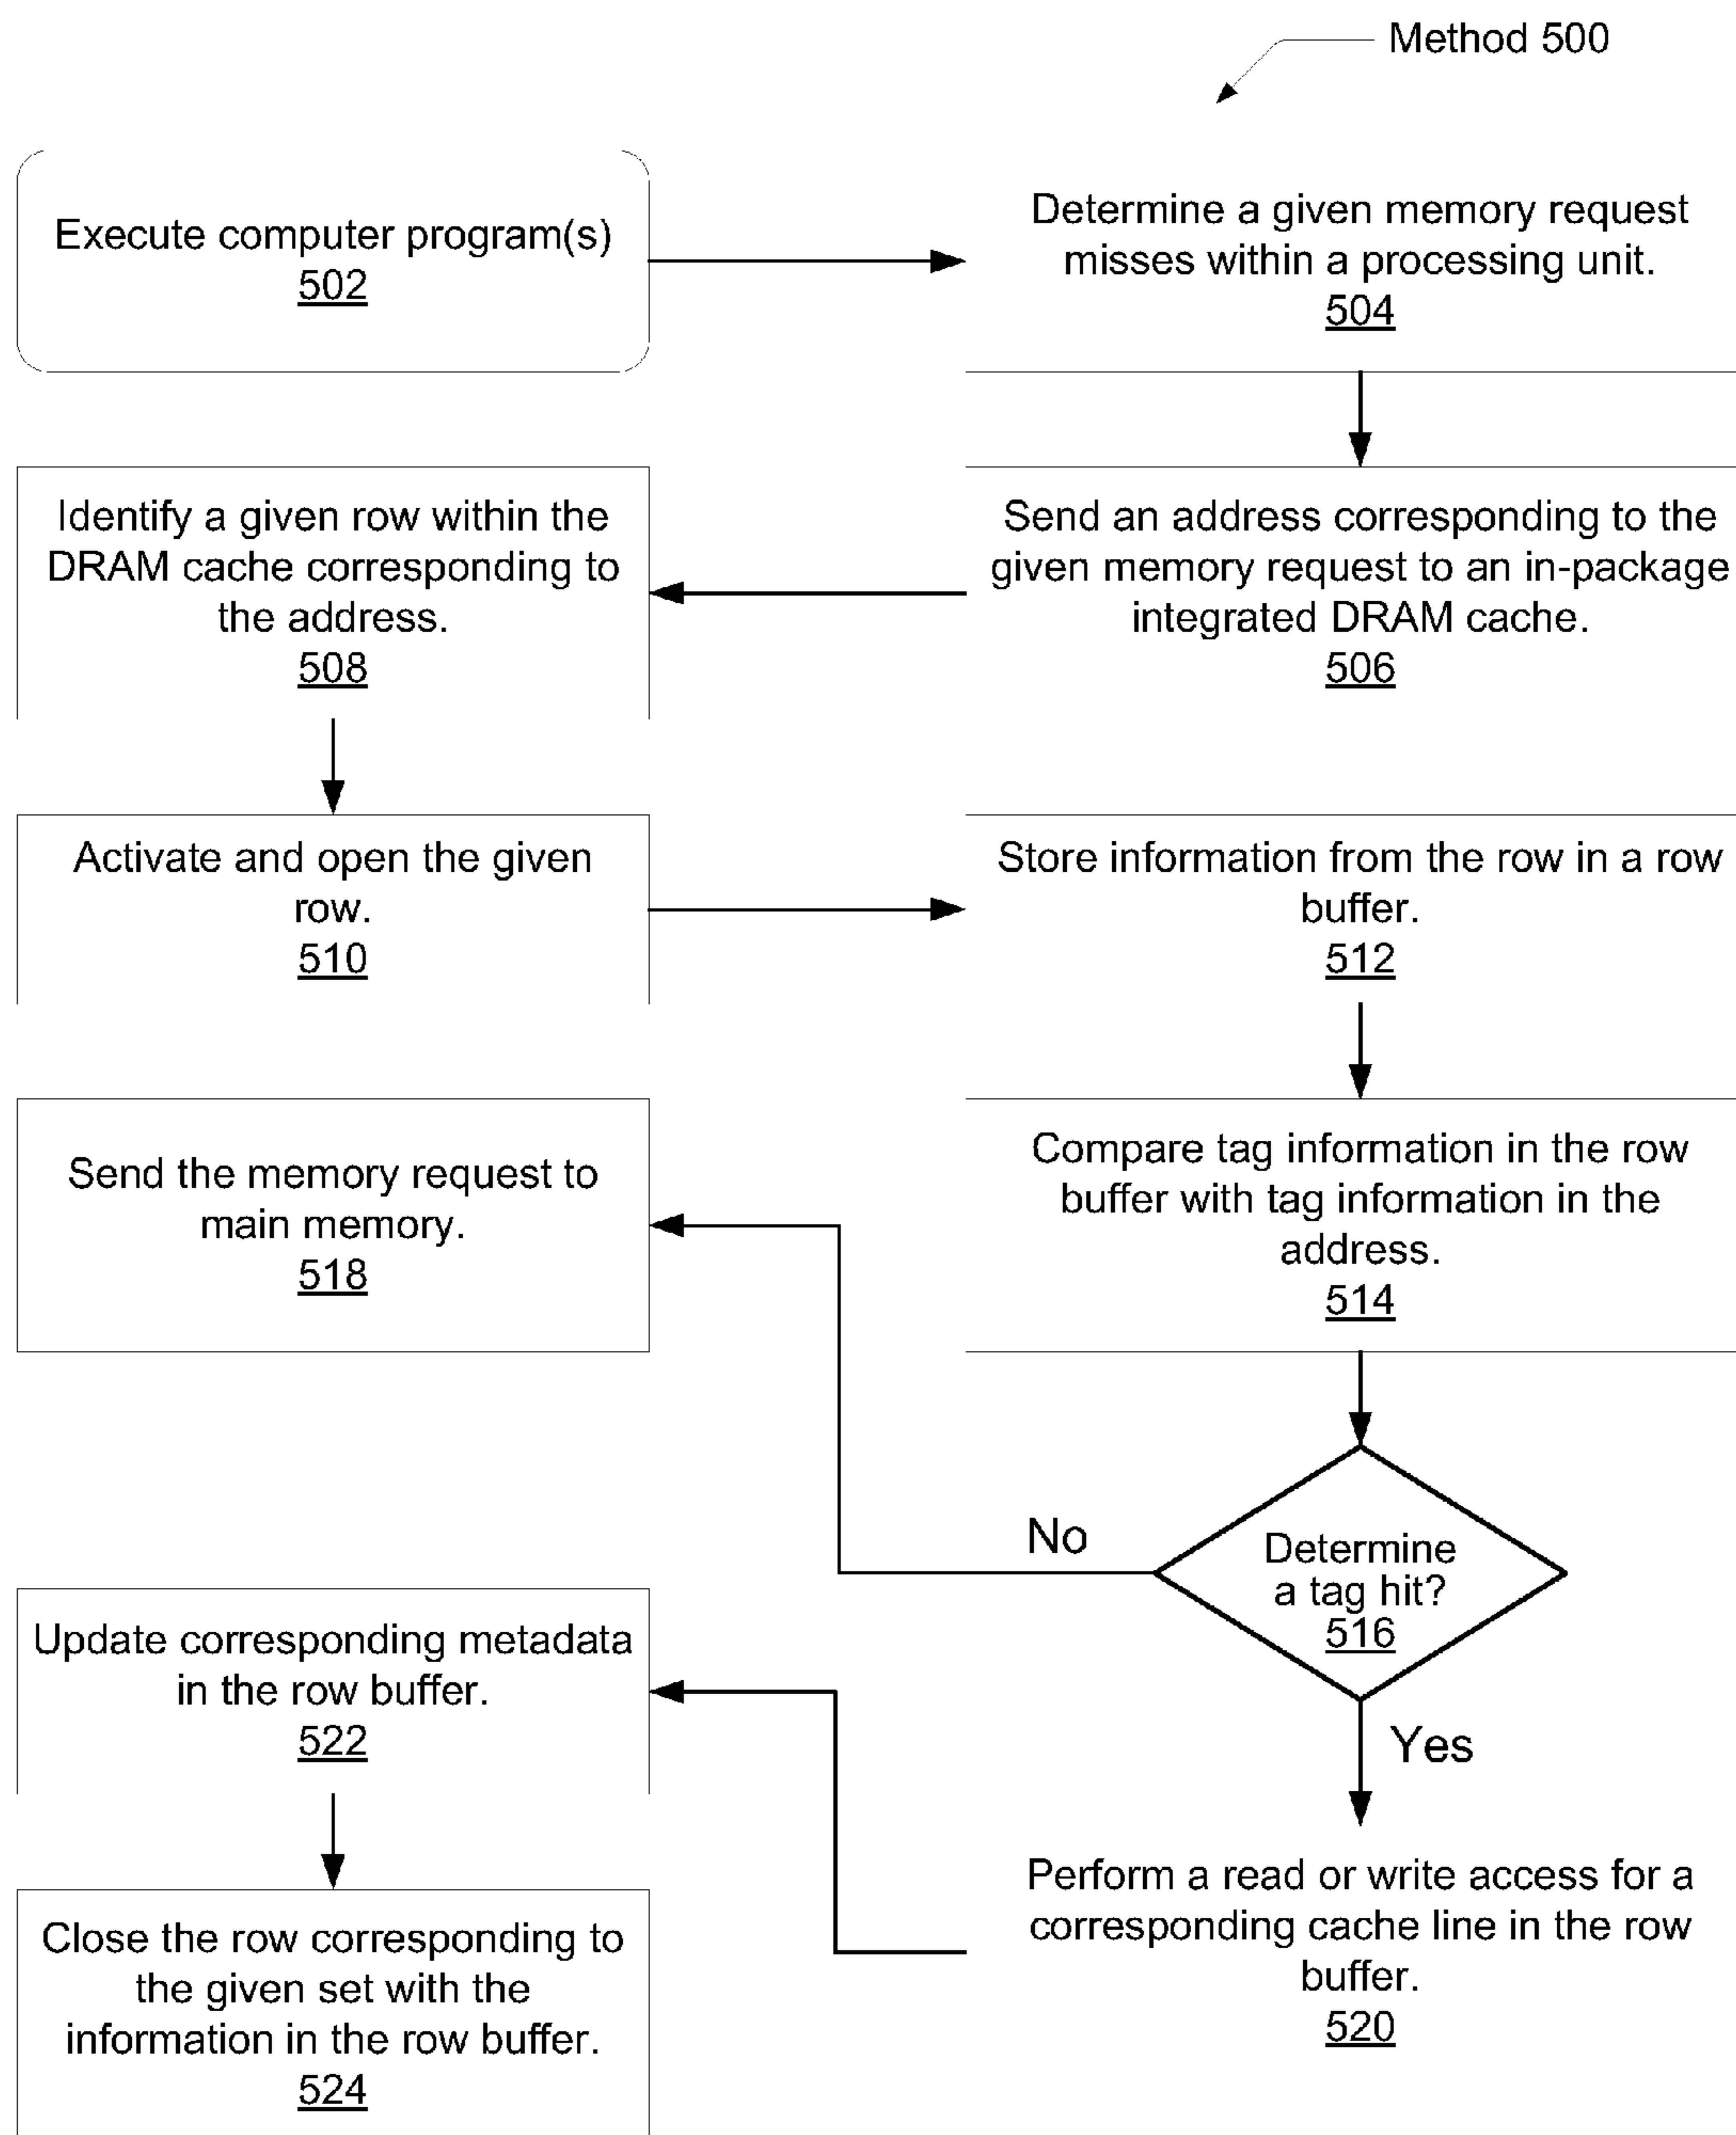 Method 500
Execute computer program(s)
502
Determine a given memory request
misses within a processing unit.
504
Send an address corresponding to the
given memory request to an in-package
integrated DRAM cache.
506
Identify a given row within the
DRAM cache corresponding to
the address.
508
Activate and open the given
row.
510
Store information from the row in a row
buffer.
512
Compare tag information in the row
buffer with tag information in the
address.
514
Determine
a tag hit?
516
No
Send the memory request to
main memory.
518
Yes
Perform a read or write access for a
corresponding cache line in the row
buffer.
520
Update corresponding metadata
in the row buffer.
522
Close the row corresponding to
the given set with the
information in the row buffer.
524